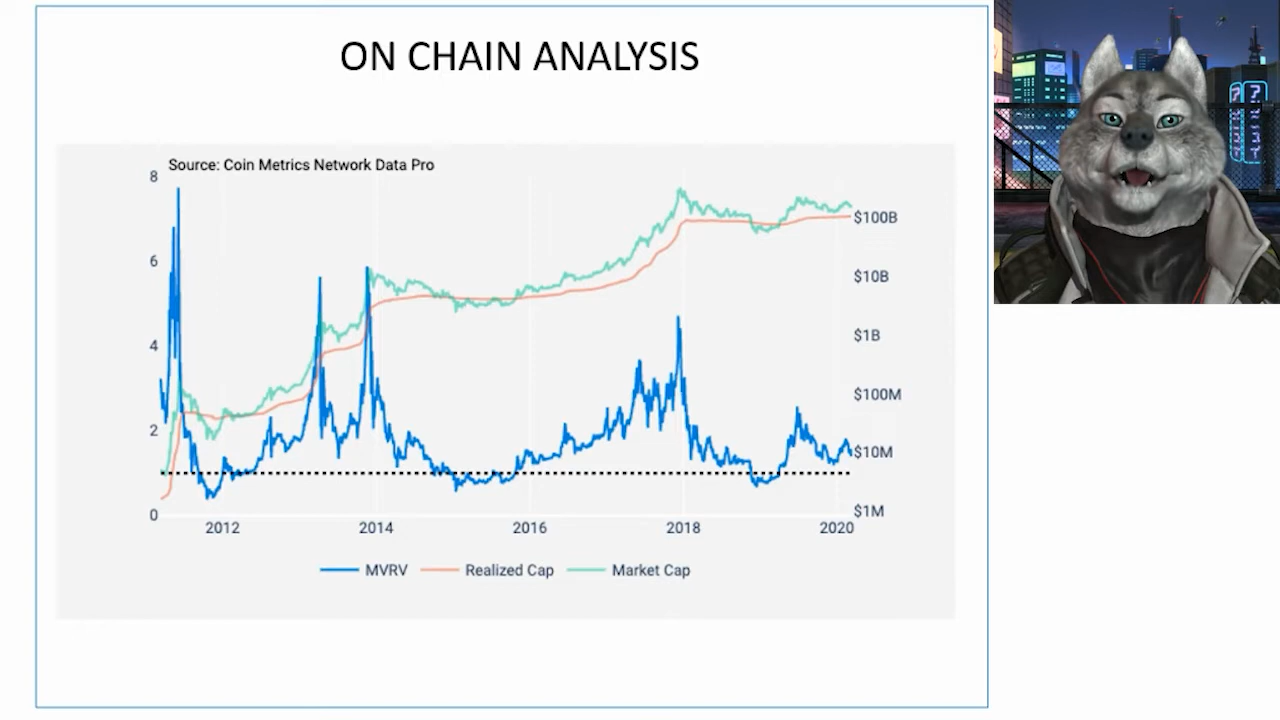 ON CHAIN ANALYSIS
Source: Coin Metrics Network Data Pro
8
6
4
2
0
$100B
$10B
$1B
$100M
$10M
$1M
2012 2014 2016 2018 2020
MVRV Realized Cap Market Cap